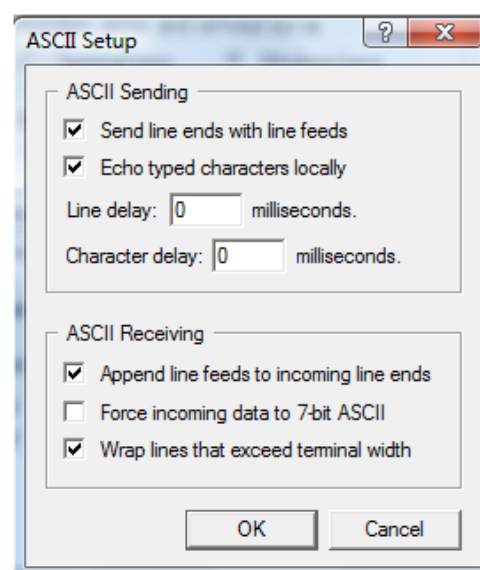 ASCII Setup
ASCII Sending
Send line ends with line feeds
Echo typed characters locally
Line delay: 0 milliseconds.
Character delay: 0 milliseconds.
ASCII Receiving
Append line feeds to incoming line ends
Force incoming data to 7-bit ASCII
Wrap lines that exceed terminal width
OK Cancel